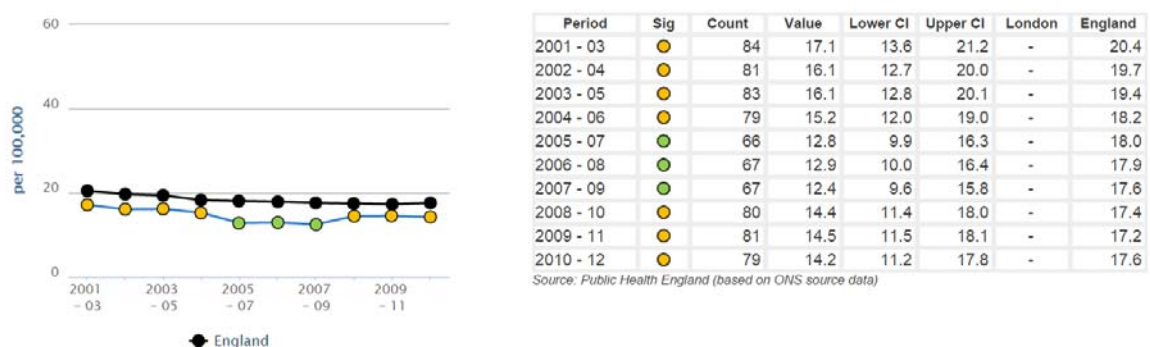 60
40
20
0
per 100,000
2001
- 03
2003
- 05
2005
- 07
2007
- 09
2009
- 11
England
Period Sig Count Value Lower CI Upper CI London England
2001 - 03 84 17.1 13.6 21.2 - 20.4
2002 - 04 81 16.1 12.7 20.0 - 19.7
2003 - 05 83 16.1 12.8 20.1 - 19.4
2004 - 06 79 15.2 12.0 19.0 - 18.2
2005 - 07 66 12.8 9.9 16.3 - 18.0
2006 - 08 67 12.9 10.0 16.4 - 17.9
2007 - 09 67 12.4 9.6 15.8 - 17.6
2008 - 10 80 14.4 11.4 18.0 - 17.4
2009 - 11 81 14.5 11.5 18.1 - 17.2
2010 - 12 79 14.2 11.2 17.8 - 17.6
Source: Public Health England (based on ONS source data)